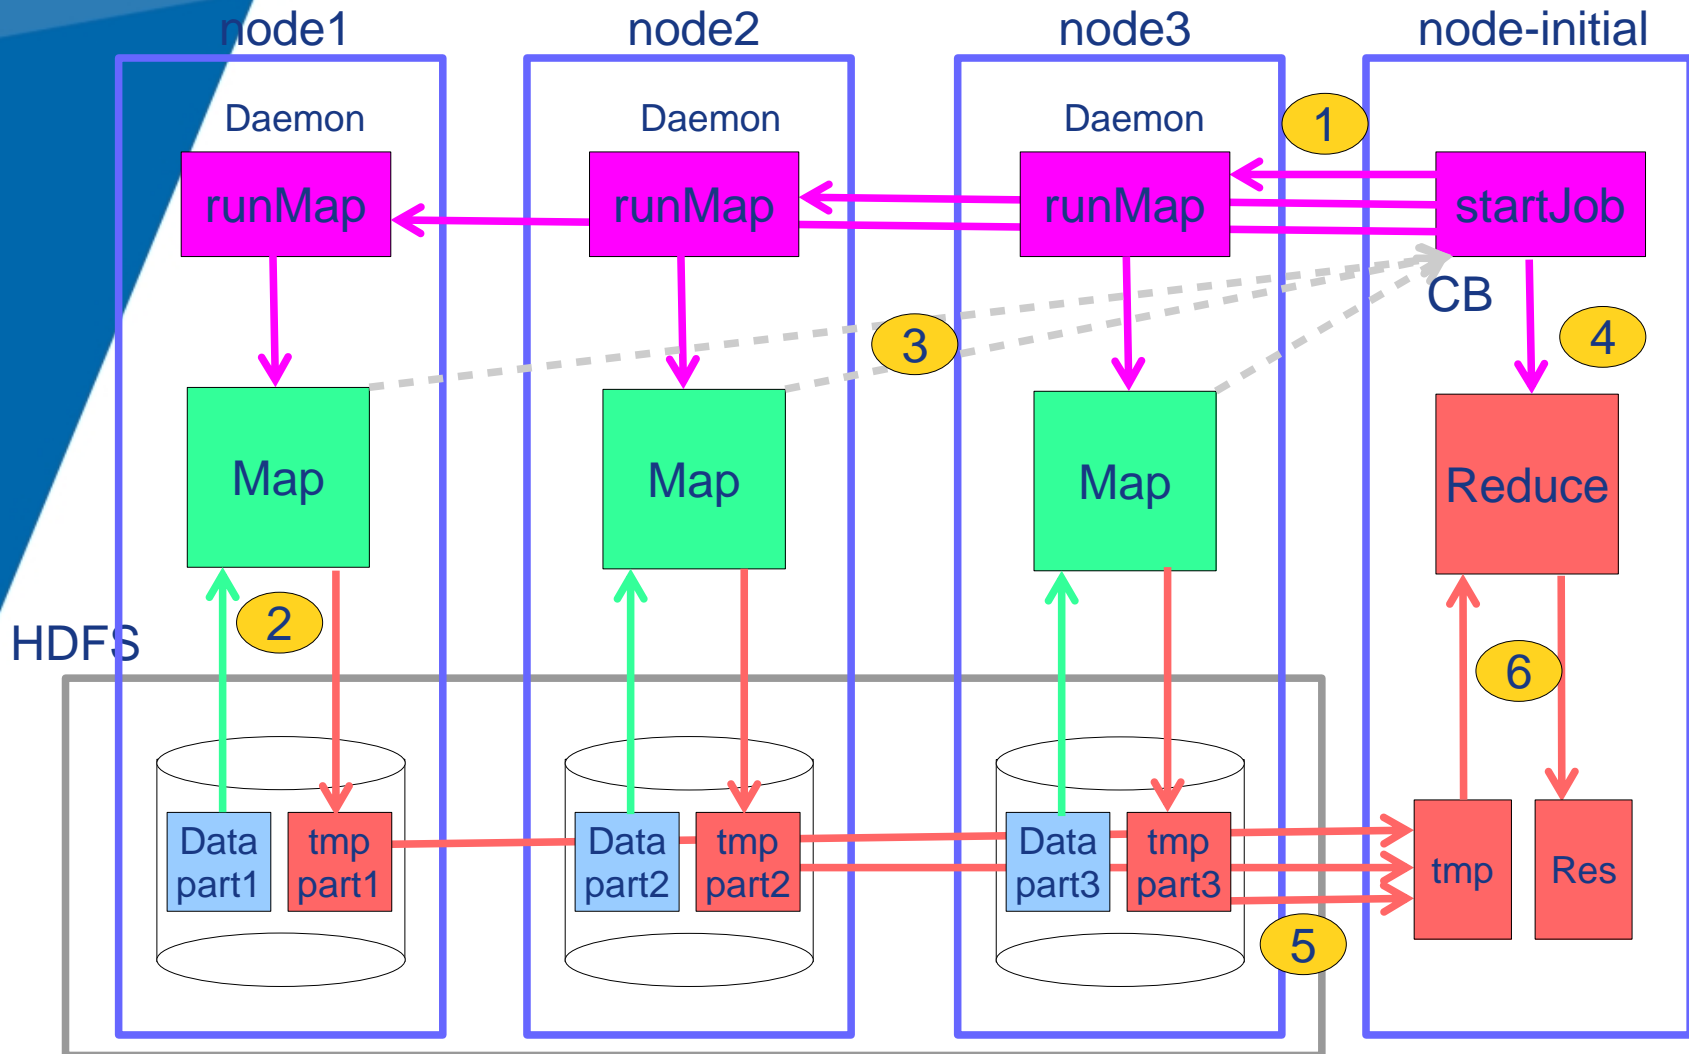 node1
node2
node3
node-initial
Daemon
Daemon
Daemon
1
runMap
runMap
runMap
startJob
CB
3
4
Map
Map
Map
Reduce
2
HDFS
6
Data
part1
tmp
part1
Data
part2
tmp
part2
Data
part3
tmp
part3
tmp
Res
5